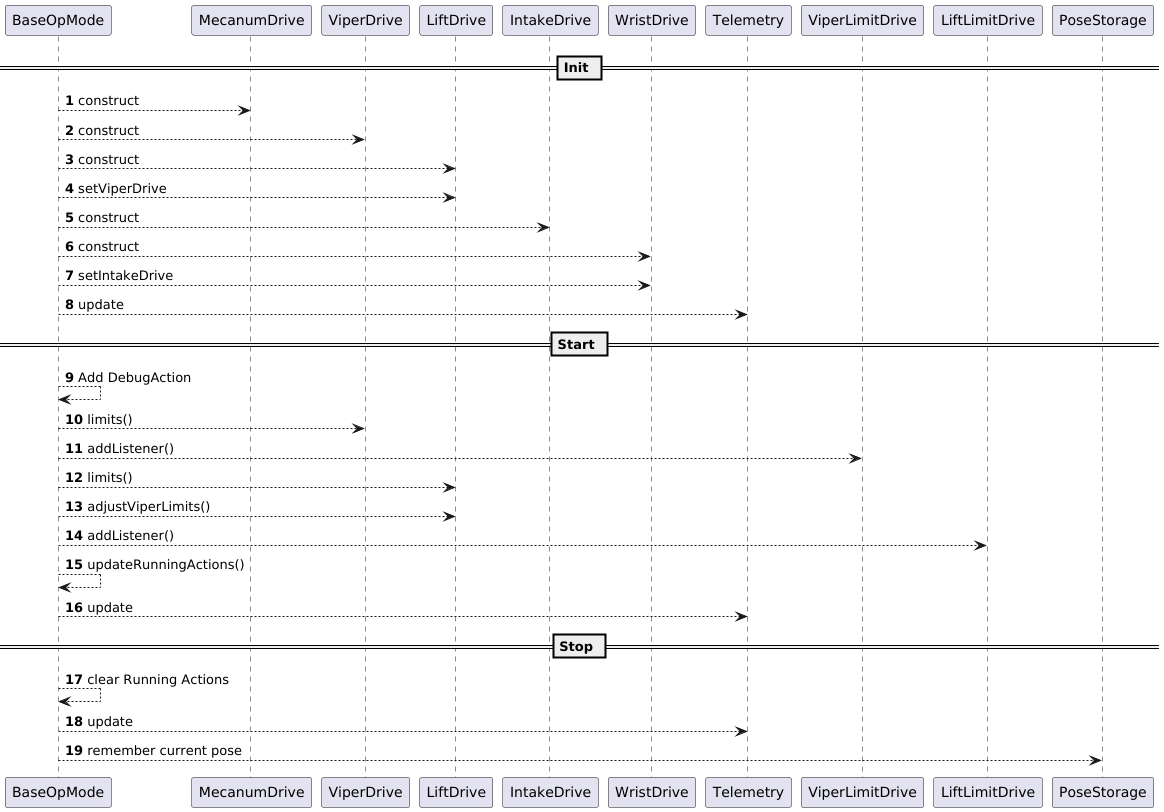 BaseOpMode MecanumDrive ViperDrive LiftDrive IntakeDrive WristDrive Telemetry ViperLimitDrive LiftLimitDrive PoseStorage
Init
1 construct
2 construct
3 construct
4 setViperDrive
5 construct
6 construct
7 setIntakeDrive
8 update
Start
9 Add DebugAction
10 limits()
11 addListener()
12 limits()
13 adjustViperLimits()
14 addListener()
15 updateRunningActions()
16 update
Stop
17 clear Running Actions
18 update
19 remember current pose
BaseOpMode MecanumDrive ViperDrive LiftDrive IntakeDrive WristDrive Telemetry ViperLimitDrive LiftLimitDrive PoseStorage